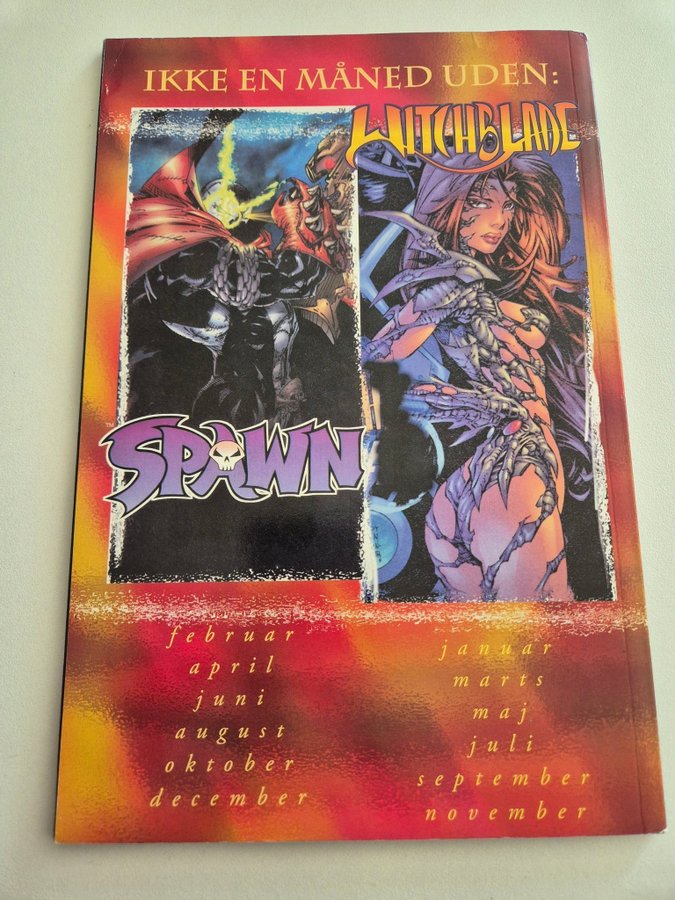 IKKE EN MÅNED UDEN:
WITCHBLADE
SPAWN
februar
april
juni
august
oktober
december
januar
marts
maj
juli
september
november